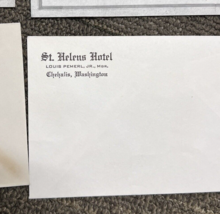 St. Helens Hotel
LOUIS PEHERL, JR., MGR.
Chehalis, Washington